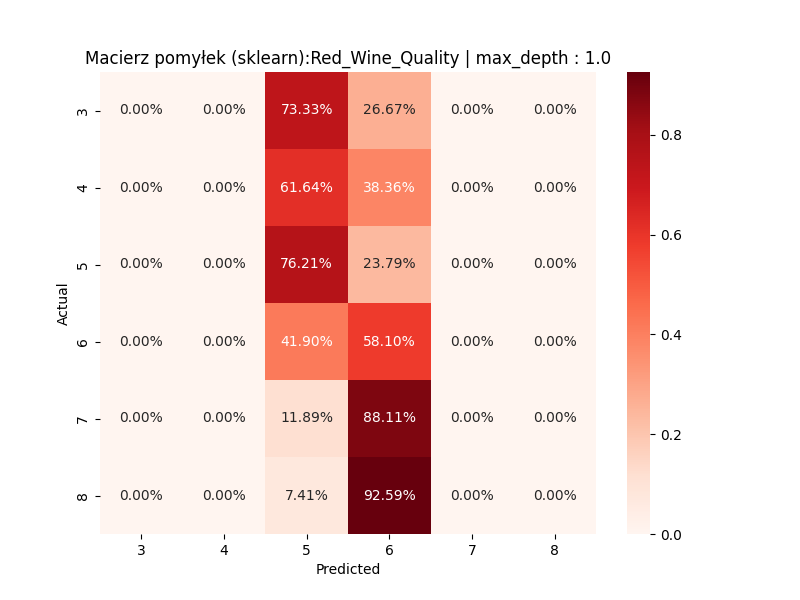 Macierz pomyłek (sklearn):Red_Wine_Quality | max_depth : 1.0
3 0.00% 0.00% 73.33% 26.67% 0.00% 0.00%
4 0.00% 0.00% 61.64% 38.36% 0.00% 0.00%
5 0.00% 0.00% 76.21% 23.79% 0.00% 0.00%
6 0.00% 0.00% 41.90% 58.10% 0.00% 0.00%
7 0.00% 0.00% 11.89% 88.11% 0.00% 0.00%
8 0.00% 0.00% 7.41% 92.59% 0.00% 0.00%
Actual
3 4 5 6 7 8
Predicted
0.8
0.6
0.4
0.2
0.0